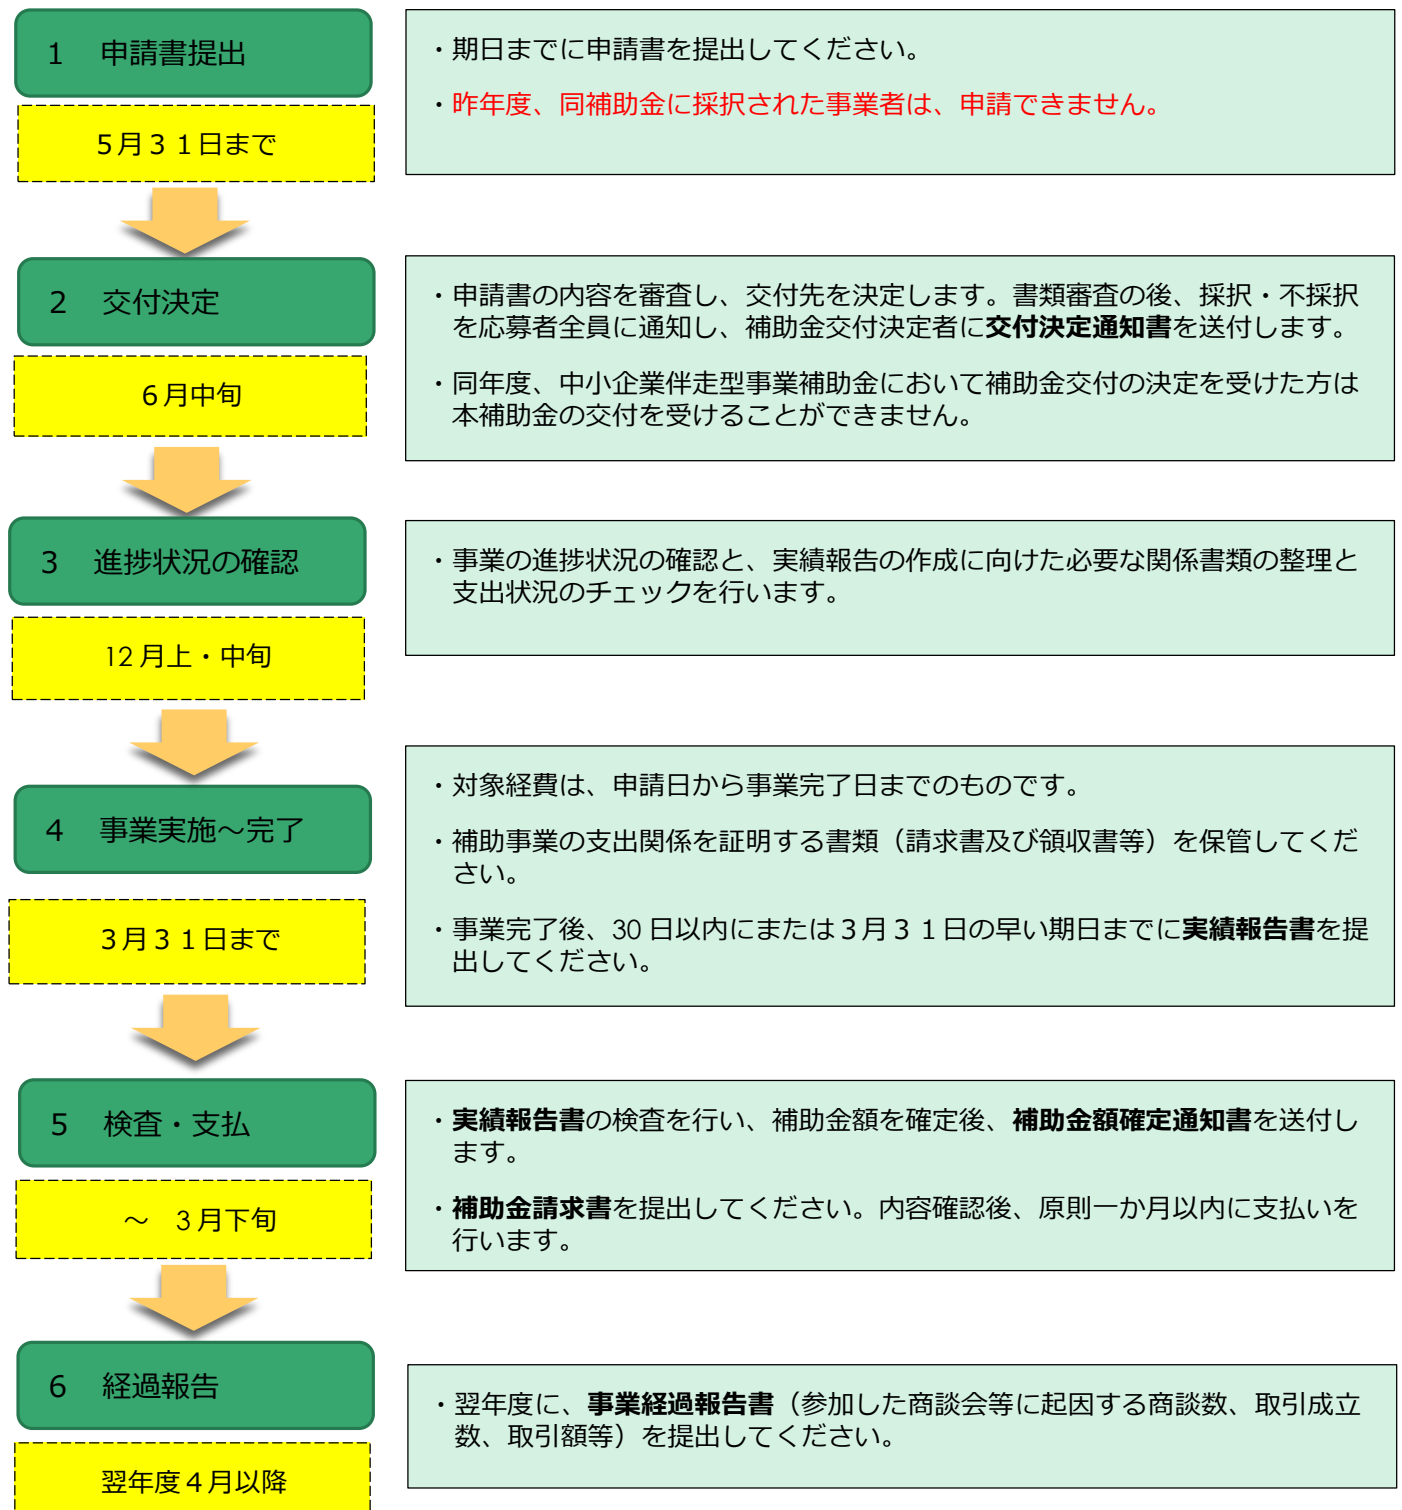 1 申請書提出
5月31日まで
・期日までに申請書を提出してください。
・昨年度、同補助金に採択された事業者は、申請できません。
2 交付決定
6月中旬
・申請書の内容を審査し、交付先を決定します。書類審査の後、採択・不採択
を応募者全員に通知し、補助金交付決定者に交付決定通知書を送付します。
・同年度、中小企業伴走型事業補助金において補助金交付の決定を受けた方は
本補助金の交付を受けることができません。
3 進捗状況の確認
12月上・中旬
・事業の進捗状況の確認と、実績報告の作成に向けた必要な関係書類の整理と
支出状況のチェックを行います。
4 事業実施～完了
3月31日まで
・対象経費は、申請日から事業完了日までのものです。
・補助事業の支出関係を証明する書類（請求書及び領収書等）を保管してくだ
さい。
・事業完了後、30日以内にまたは3月31日の早い期日までに実績報告書を提
出してください。
5 検査・支払
～ 3月下旬
・実績報告書の検査を行い、補助金額を確定後、補助金額確定通知書を送付し
ます。
・補助金請求書を提出してください。内容確認後、原則一か月以内に支払いを
行います。
6 経過報告
翌年度4月以降
・翌年度に、事業経過報告書（参加した商談会等に起因する商談数、取引成立
数、取引額等）を提出してください。